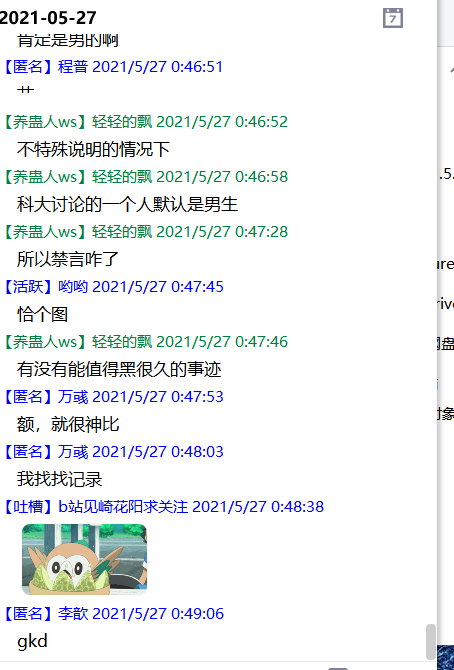 2021-05-27
7
肯定是男的啊
【匿名】程普 2021/5/27 0:46:51
艹
【养蛊人ws】轻轻的飘 2021/5/27 0:46:52
不特殊说明的情况下
【养蛊人ws】轻轻的飘 2021/5/27 0:46:58
科大讨论的一个人默认是男生
【养蛊人ws】轻轻的飘 2021/5/27 0:47:28
所以禁言咋了
【活跃】哟哟 2021/5/27 0:47:45
恰个图
【养蛊人ws】轻轻的飘 2021/5/27 0:47:46
有没有能值得黑很久的事迹
【匿名】万彧 2021/5/27 0:47:53
额，就很神比
【匿名】万彧 2021/5/27 0:48:03
我找找记录
【吐槽】b站见崎花阳求关注 2021/5/27 0:48:38
【匿名】李歆 2021/5/27 0:49:06
gkd
.5.
ure
rive
网盘
对象